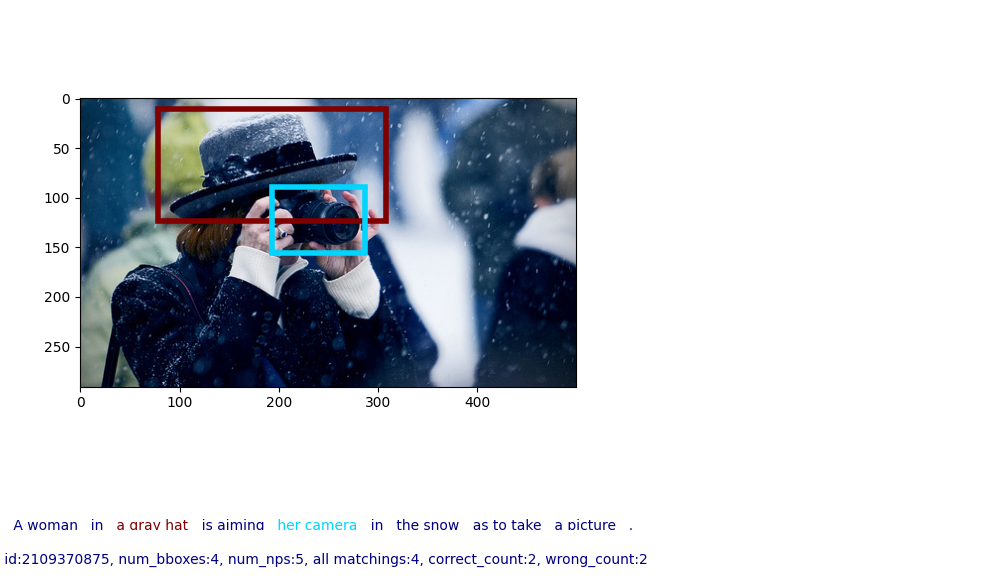 0
50
100
150
200
250
0 100 200 300 400
A woman in a gray hat is aiming her camera in the snow as to take a picture .
id:2109370875, num_bboxes:4, num_nps:5, all matchings:4, correct_count:2, wrong_count:2